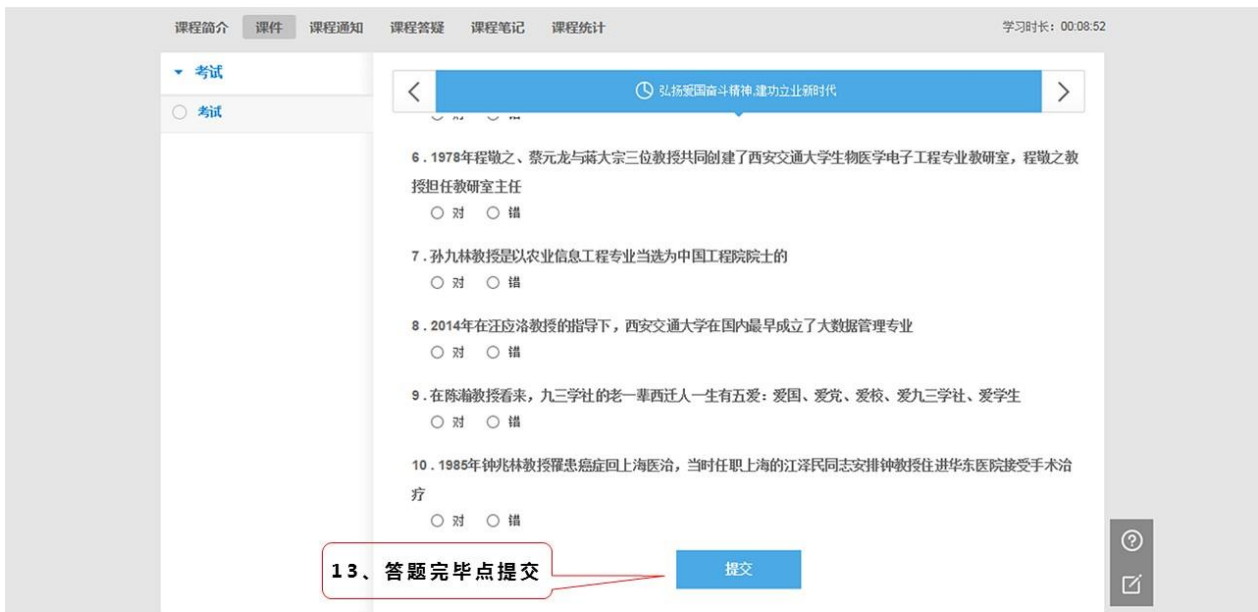 课程简介 课件 课程通知 课程答疑 课程笔记 课程统计 学习时长：00:08:52
考试
考试
弘扬爱国奋斗精神,建功立业新时代
对 错
6．1978年程敬之、蔡元龙与蒋大宗三位教授共同创建了西安交通大学生物医学电子工程专业教研室，程敬之教
授担任教研室主任
对 错
7．孙九林教授是以农业信息工程专业当选为中国工程院院士的
对 错
8．2014年在汪应洛教授的指导下，西安交通大学在国内最早成立了大数据管理专业
对 错
9．在陈瀚教授看来，九三学社的老一辈西迁人一生有五爱：爱国、爱党、爱校、爱九三学社、爱学生
对 错
10．1985年钟兆林教授罹患癌症回上海医治，当时任职上海的江泽民同志安排钟教授住进华东医院接受手术治
疗
对 错
13、答题完毕点提交
提交